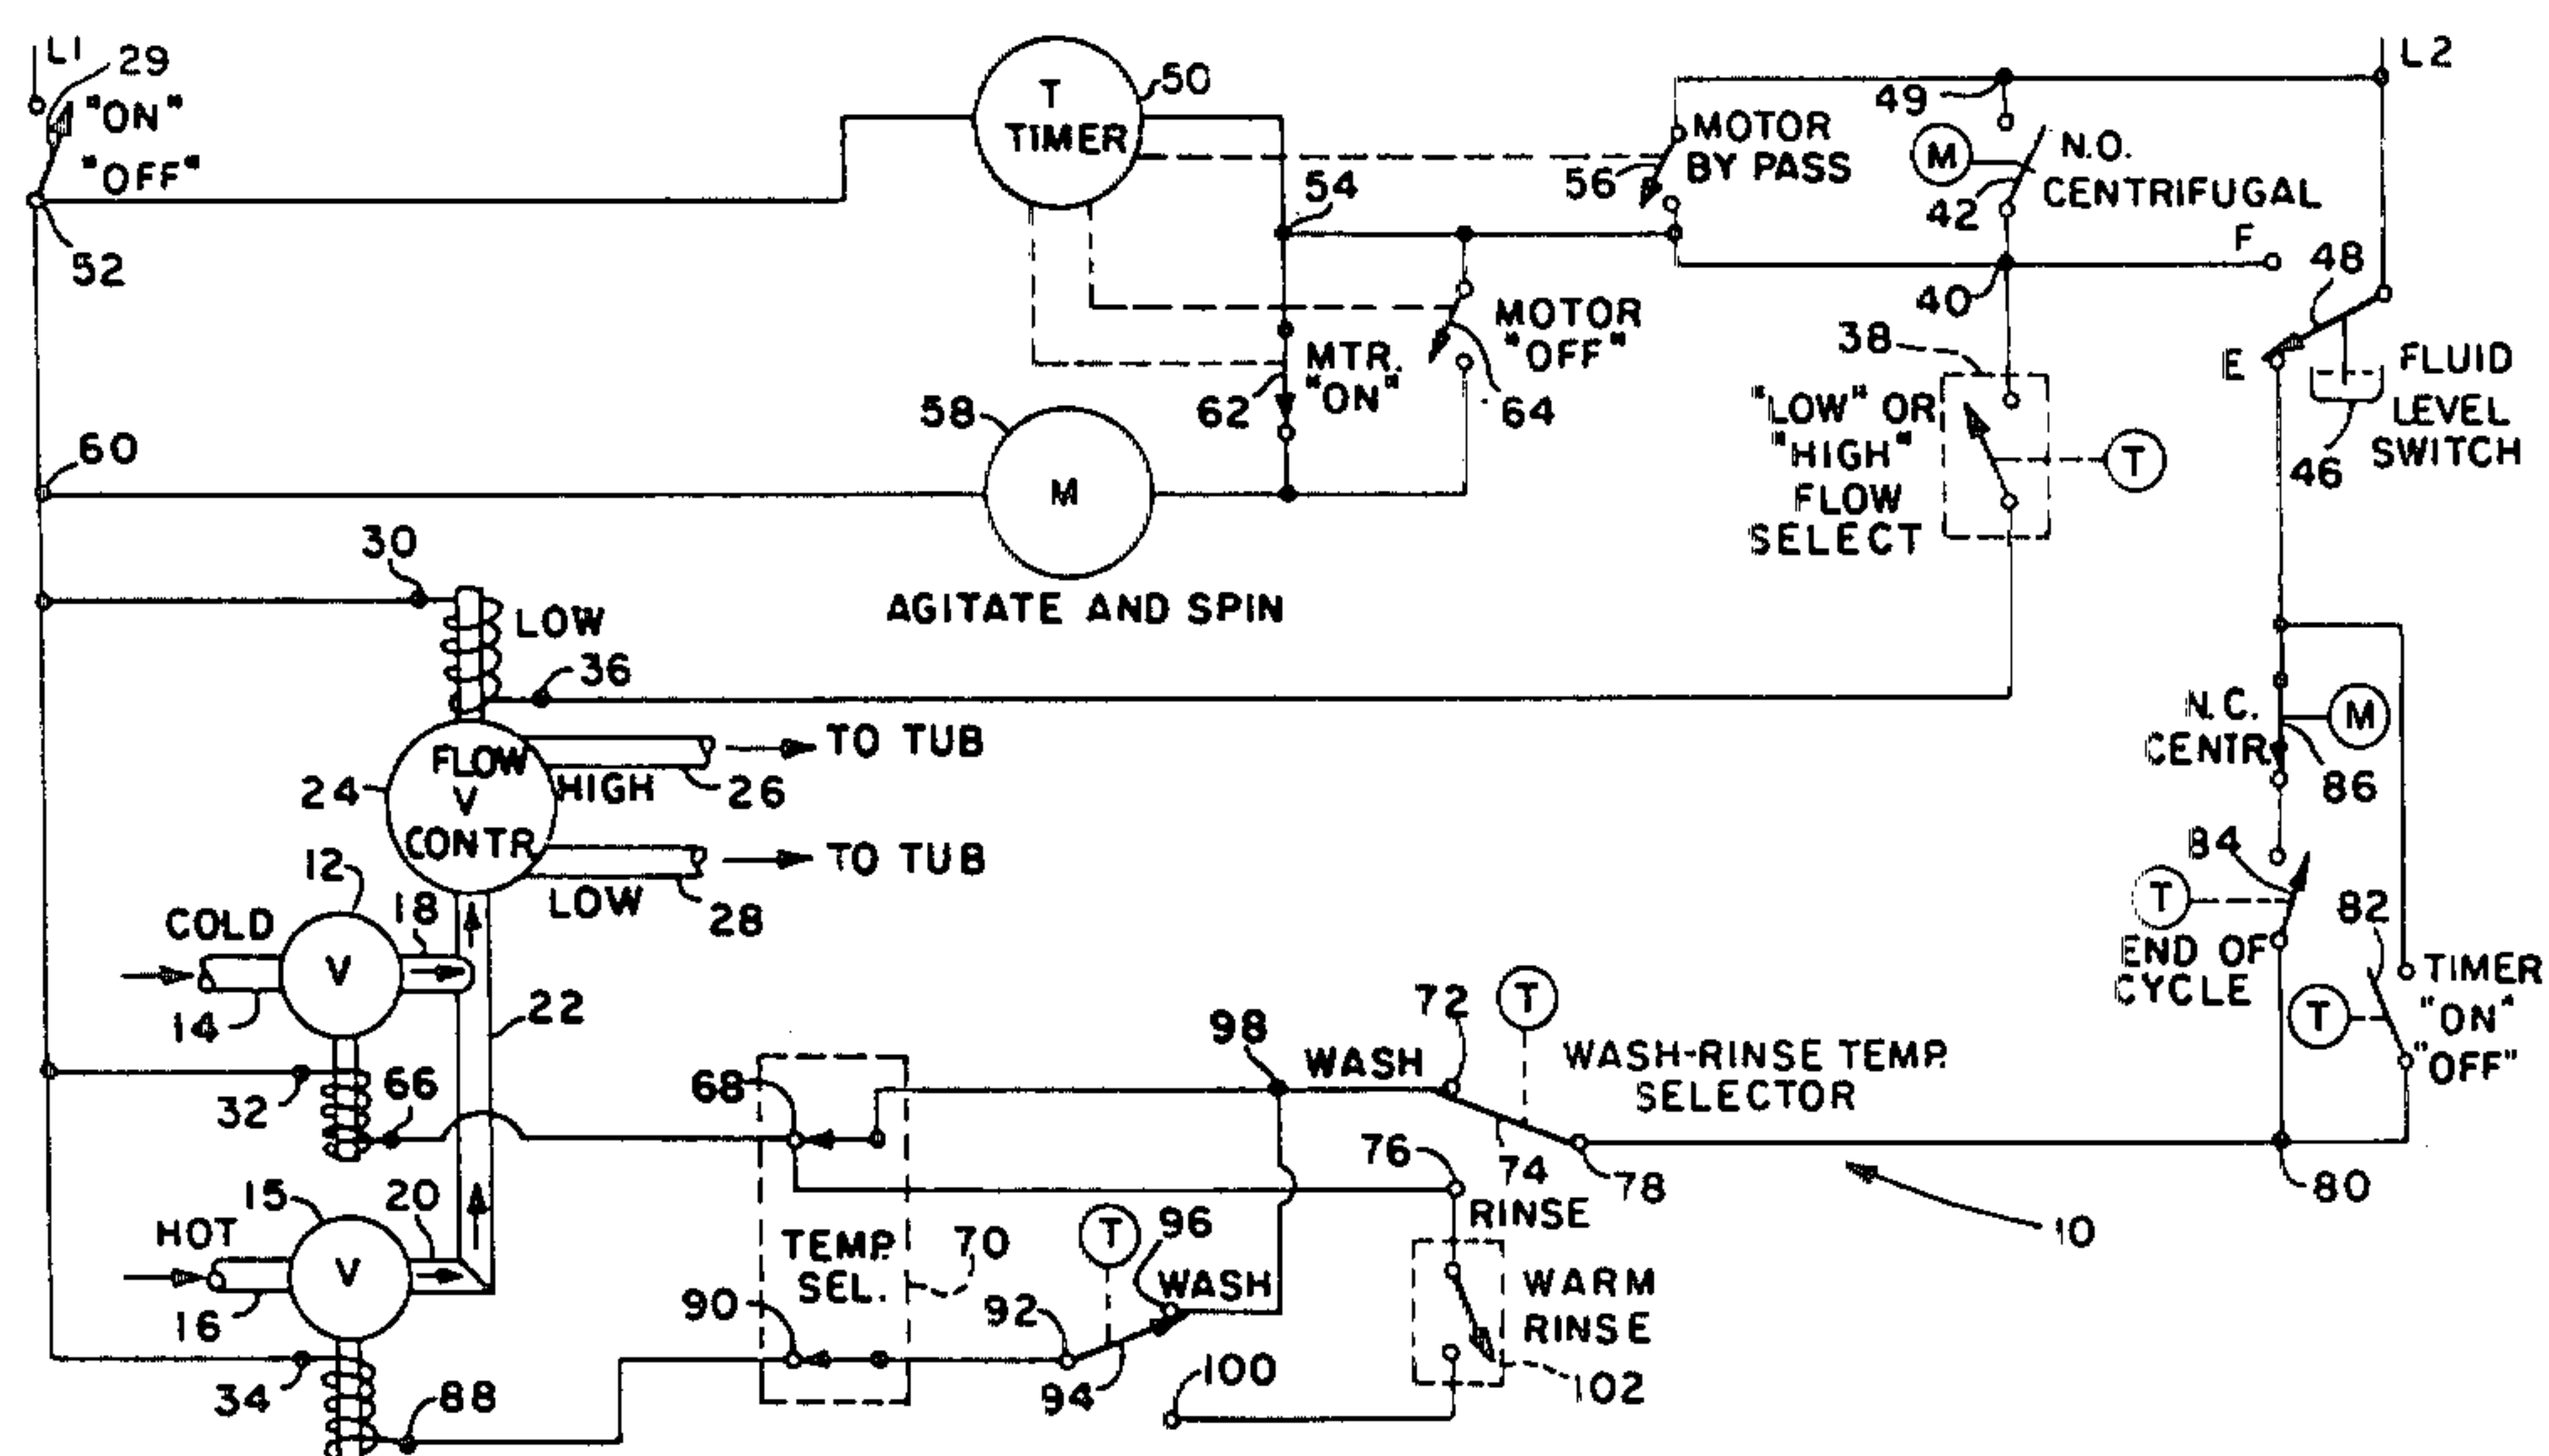 L1
29
"ON"
"OFF"
52
T
TIMER
50
54
MOTOR
BY PASS
56
49
M
N.O.
CENTRIFUGAL
42
L2
F
48
40
E
FLUID
LEVEL
SWITCH
46
38
"LOW" OR
"HIGH"
FLOW
SELECT
T
MOTOR
"OFF"
64
MTR.
"ON"
62
58
M
AGITATE AND SPIN
60
30
LOW
36
FLOW
V
CONTR.
24
HIGH
26
TO TUB
LOW
28
TO TUB
12
COLD
V
18
14
22
32
66
15
HOT
V
20
16
34
88
68
TEMP.
SEL.
70
90
92
T
96
WASH
94
100
98
WASH
72
T
WASH-RINSE TEMP.
SELECTOR
74
76
RINSE
78
WARM
RINSE
102
N.C.
CENTR.
M
86
84
T
END OF
CYCLE
82
T
TIMER
"ON"
"OFF"
80
10